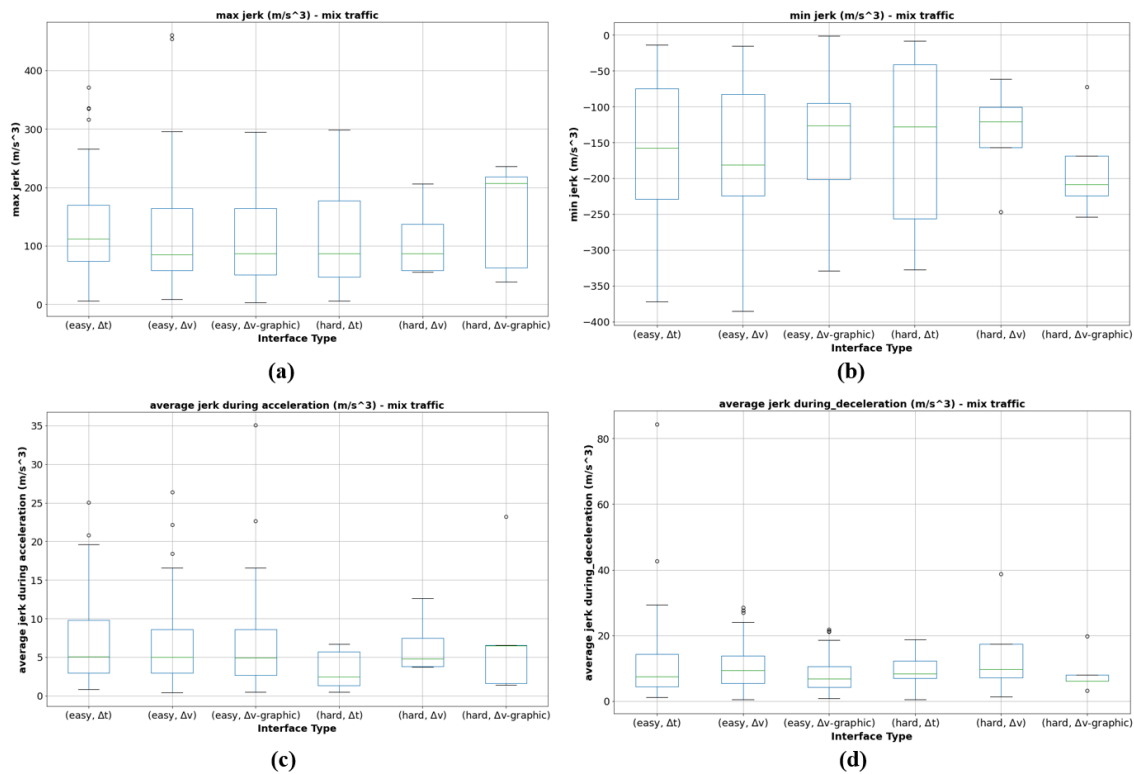 max jerk (m/s^3) - mix traffic
max jerk (m/s^3)
400
300
200
100
0
(easy, Δt)
(easy, Δv)
(easy, Δv-graphic)
(hard, Δt)
(hard, Δv)
(hard, Δv-graphic)
Interface Type
(a)
min jerk (m/s^3) - mix traffic
min jerk (m/s^3)
0
−50
−100
−150
−200
−250
−300
−350
−400
(easy, Δt)
(easy, Δv)
(easy, Δv-graphic)
(hard, Δt)
(hard, Δv)
(hard, Δv-graphic)
Interface Type
(b)
average jerk during acceleration (m/s^3) - mix traffic
average jerk during acceleration (m/s^3)
35
30
25
20
15
10
5
0
(easy, Δt)
(easy, Δv)
(easy, Δv-graphic)
(hard, Δt)
(hard, Δv)
(hard, Δv-graphic)
Interface Type
(c)
average jerk during_deceleration (m/s^3) - mix traffic
average jerk during_deceleration (m/s^3)
80
60
40
20
0
(easy, Δt)
(easy, Δv)
(easy, Δv-graphic)
(hard, Δt)
(hard, Δv)
(hard, Δv-graphic)
Interface Type
(d)